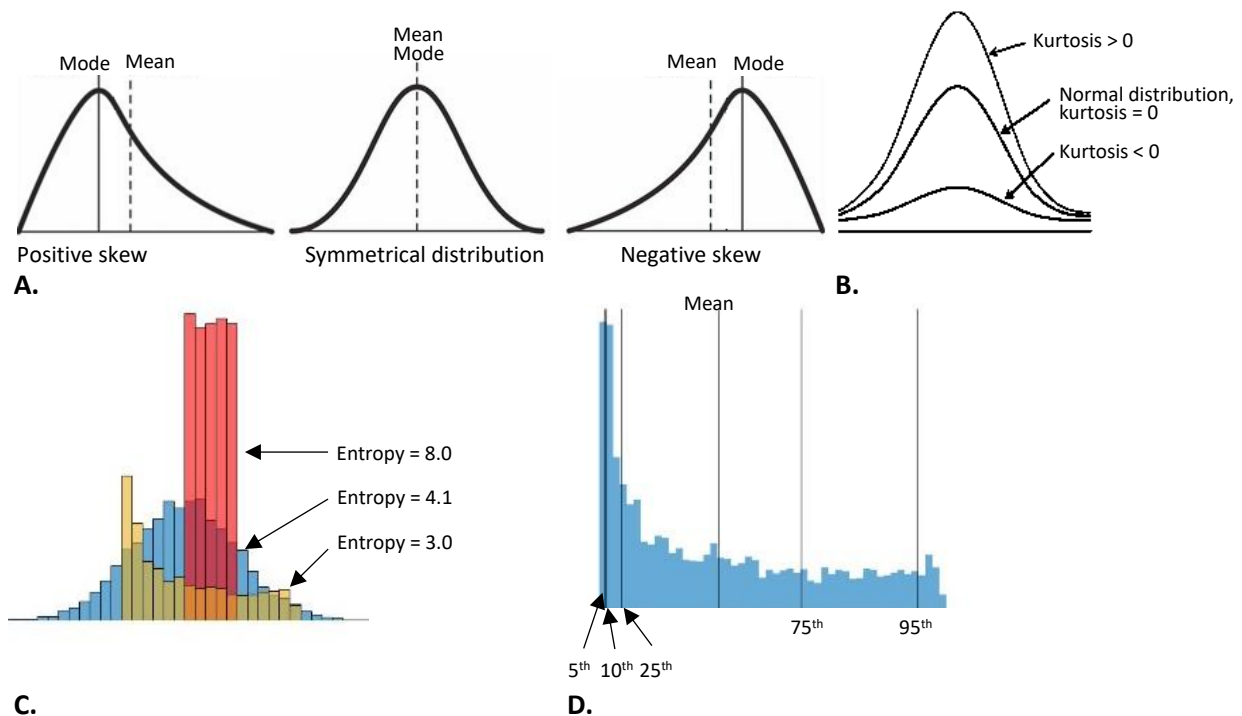 Mode Mean
Mean
Mode
Mean Mode
Positive skew
Symmetrical distribution
Negative skew
A.
Kurtosis > 0
Normal distribution,
kurtosis = 0
Kurtosis < 0
B.
Entropy = 8.0
Entropy = 4.1
Entropy = 3.0
C.
Mean
75th
95th
5th 10th 25th
D.